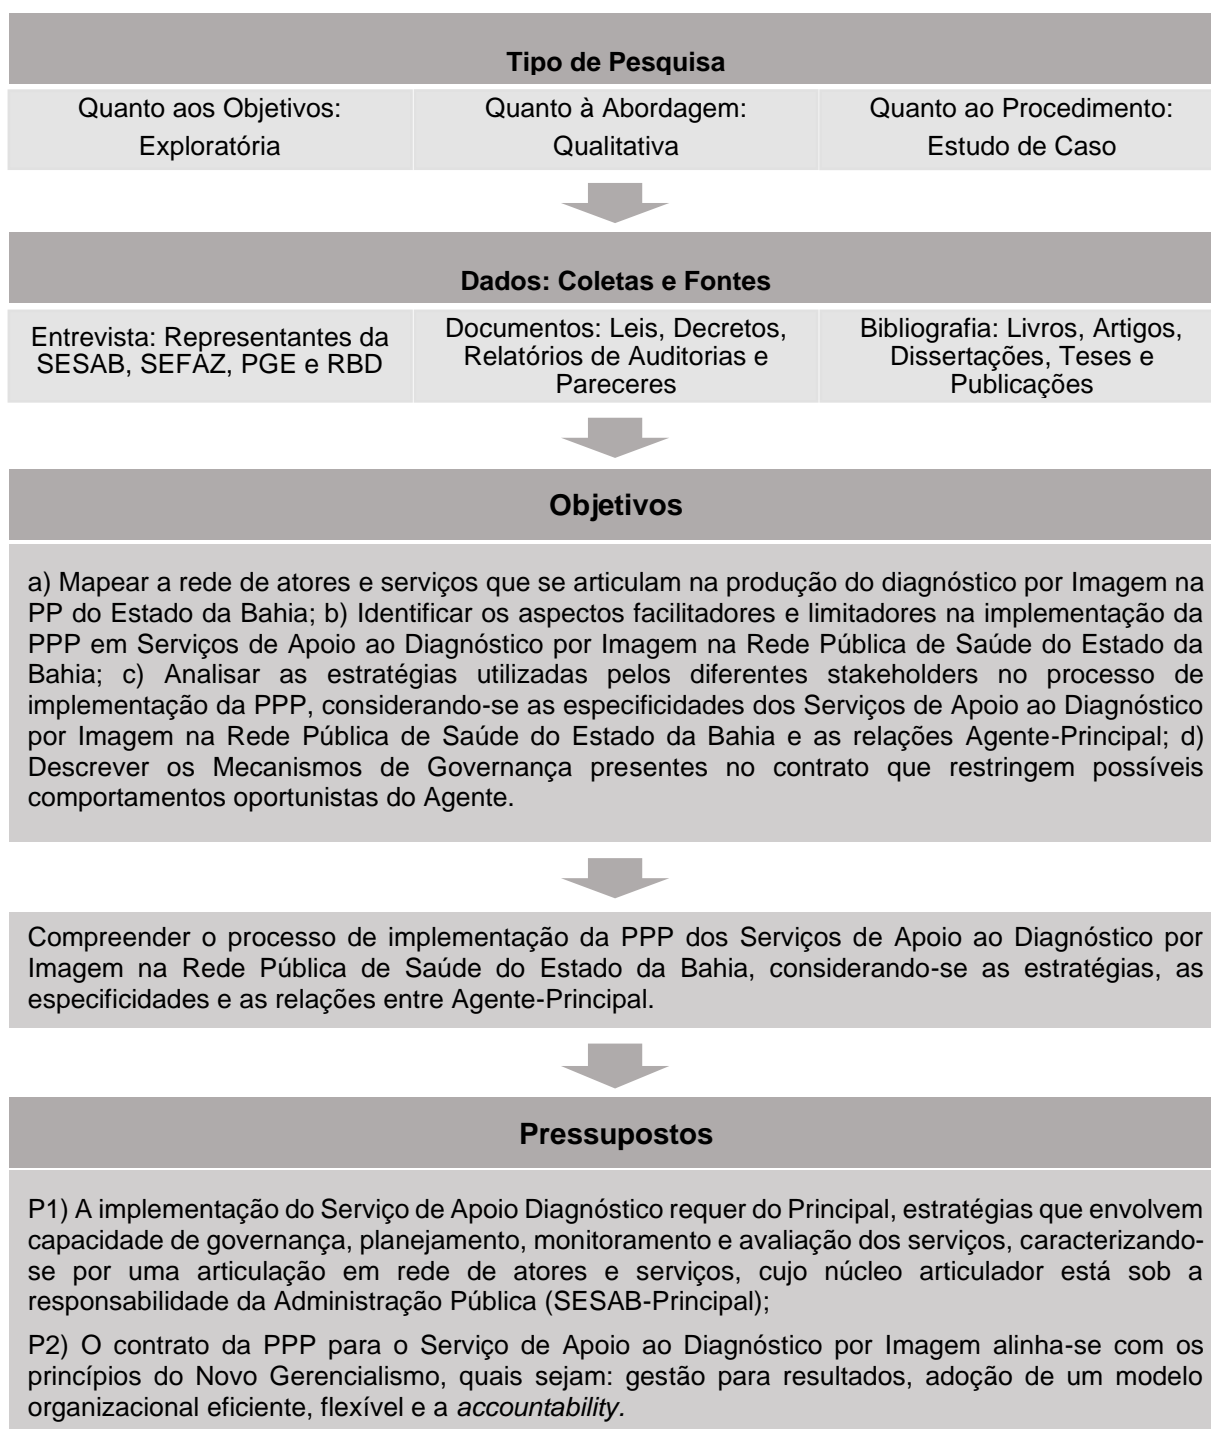 Tipo de Pesquisa
Quanto aos Objetivos:
Exploratória
Quanto à Abordagem:
Qualitativa
Quanto ao Procedimento:
Estudo de Caso
Dados: Coletas e Fontes
Entrevista: Representantes da
SESAB, SEFAZ, PGE e RBD
Documentos: Leis, Decretos,
Relatórios de Auditorias e
Pareceres
Bibliografia: Livros, Artigos,
Dissertações, Teses e
Publicações
Objetivos
a) Mapear a rede de atores e serviços que se articulam na produção do diagnóstico por Imagem na
PP do Estado da Bahia; b) Identificar os aspectos facilitadores e limitadores na implementação da
PPP em Serviços de Apoio ao Diagnóstico por Imagem na Rede Pública de Saúde do Estado da
Bahia; c) Analisar as estratégias utilizadas pelos diferentes stakeholders no processo de
implementação da PPP, considerando-se as especificidades dos Serviços de Apoio ao Diagnóstico
por Imagem na Rede Pública de Saúde do Estado da Bahia e as relações Agente-Principal; d)
Descrever os Mecanismos de Governança presentes no contrato que restringem possíveis
comportamentos oportunistas do Agente.
Compreender o processo de implementação da PPP dos Serviços de Apoio ao Diagnóstico por
Imagem na Rede Pública de Saúde do Estado da Bahia, considerando-se as estratégias, as
especificidades e as relações entre Agente-Principal.
Pressupostos
P1) A implementação do Serviço de Apoio Diagnóstico requer do Principal, estratégias que envolvem
capacidade de governança, planejamento, monitoramento e avaliação dos serviços, caracterizando-
se por uma articulação em rede de atores e serviços, cujo núcleo articulador está sob a
responsabilidade da Administração Pública (SESAB-Principal);
P2) O contrato da PPP para o Serviço de Apoio ao Diagnóstico por Imagem alinha-se com os
princípios do Novo Gerencialismo, quais sejam: gestão para resultados, adoção de um modelo
organizacional eficiente, flexível e a accountability.